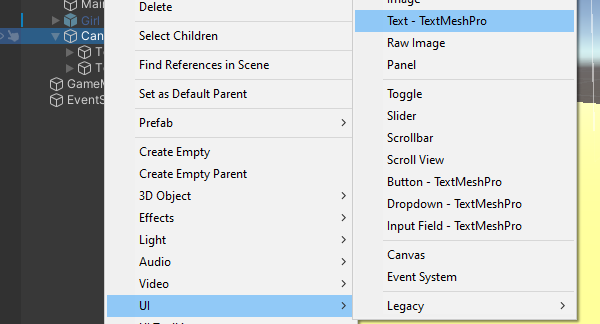 Mai
Girl
Can
Te
Te
GameM
EventS
Delete
Select Children
Find References in Scene
Set as Default Parent
Prefab
Create Empty
Create Empty Parent
3D Object
Effects
Light
Audio
Video
UI
Image
Text - TextMeshPro
Raw Image
Panel
Toggle
Slider
Scrollbar
Scroll View
Button - TextMeshPro
Dropdown - TextMeshPro
Input Field - TextMeshPro
Canvas
Event System
Legacy